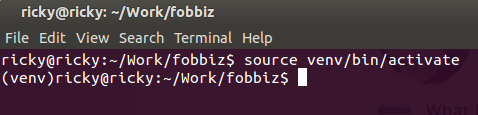 ricky@ricky: ~/Work/fobbiz
File Edit View Search Terminal Help
ricky@ricky:~/Work/fobbiz$ source venv/bin/activate
(venv)ricky@ricky:~/Work/fobbiz$